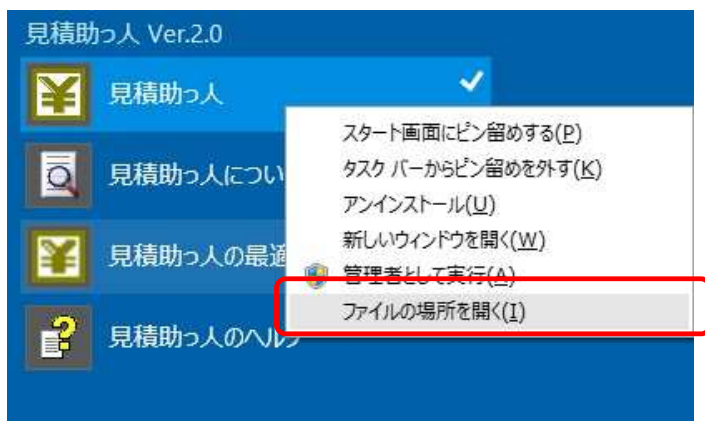 見積助っ人 Ver.2.0
見積助っ人
スタート画面にピン留めする(P)
タスク バーからピン留めを外す(K)
見積助っ人につい
アンインストール(U)
新しいウィンドウを開く(W)
見積助っ人の最適
管理者として実行(A)
ファイルの場所を開く(I)
見積助っ人のヘルプ